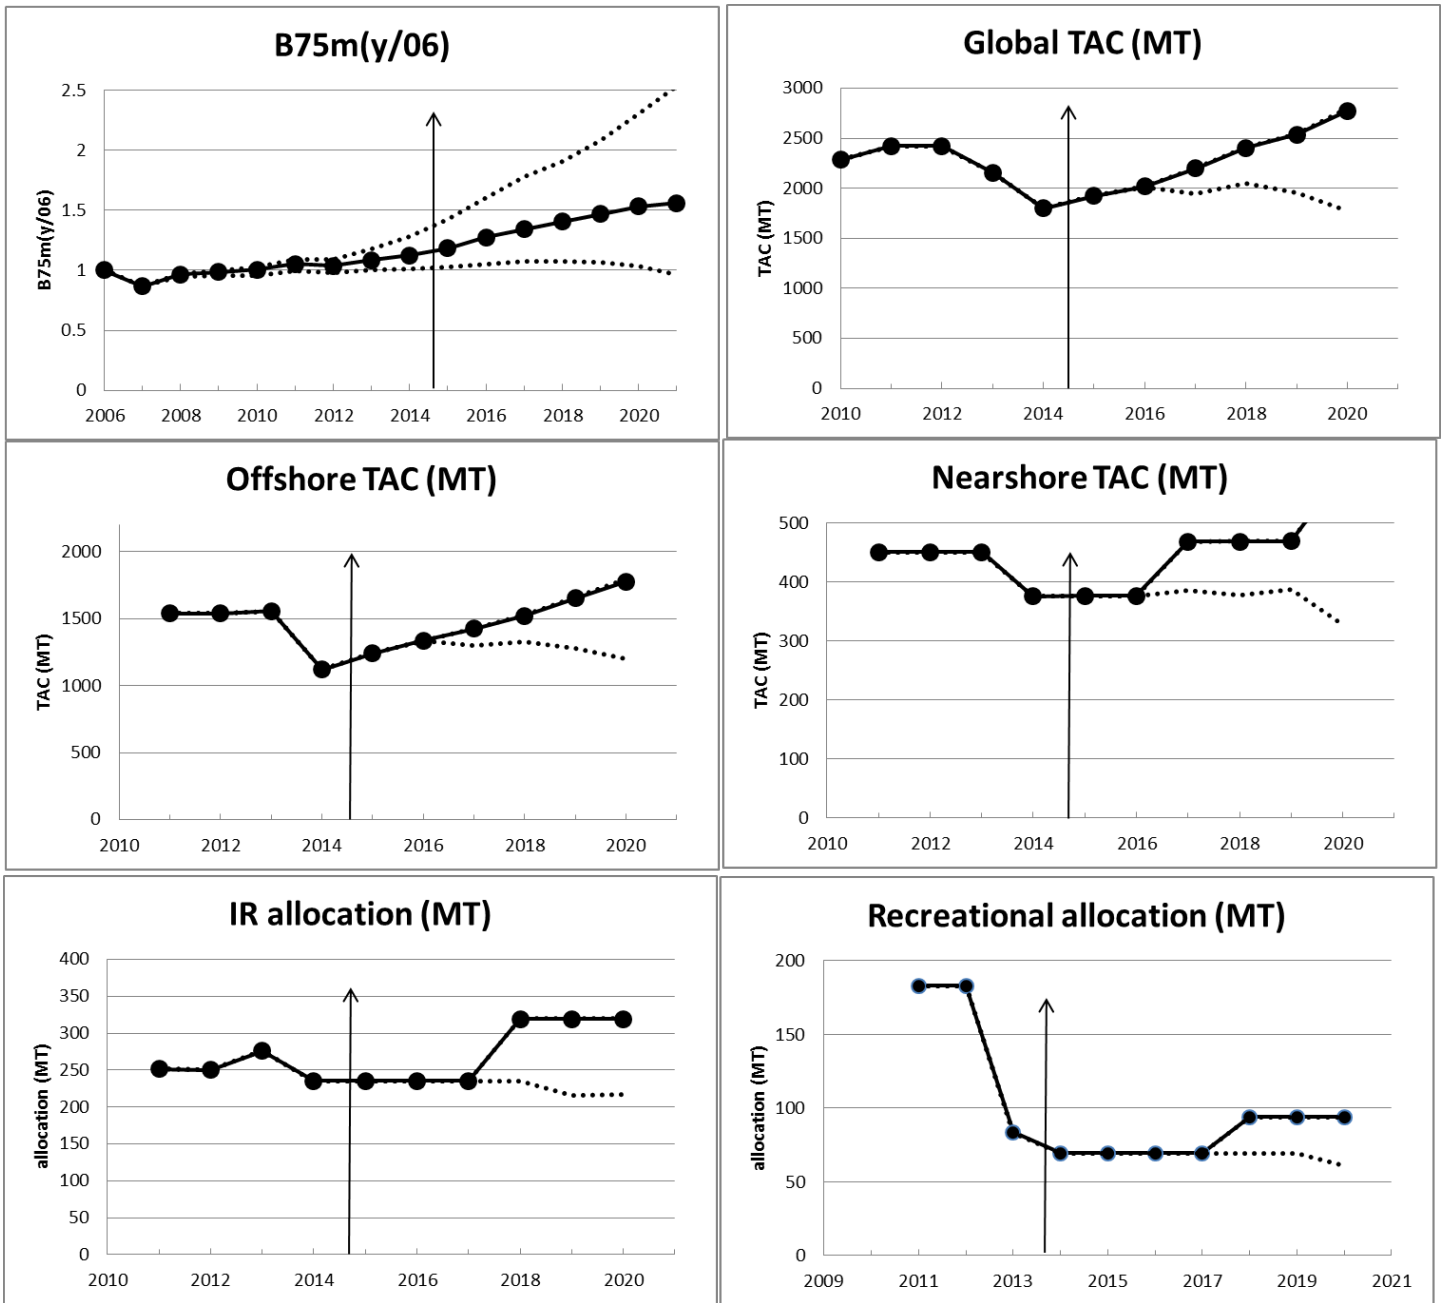 B75m(y/06)
B75m(y/06)
2.5
2
1.5
1
0.5
0
2006 2008 2010 2012 2014 2016 2018 2020
Global TAC (MT)
TAC (MT)
3000
2500
2000
1500
1000
500
0
2010 2012 2014 2016 2018 2020
Offshore TAC (MT)
TAC (MT)
2000
1500
1000
500
0
2010 2012 2014 2016 2018 2020
Nearshore TAC (MT)
TAC (MT)
500
400
300
200
100
0
2010 2012 2014 2016 2018 2020
IR allocation (MT)
allocation (MT)
400
350
300
250
200
150
100
50
0
2010 2012 2014 2016 2018 2020
Recreational allocation (MT)
allocation (MT)
200
150
100
50
0
2009 2011 2013 2015 2017 2019 2021